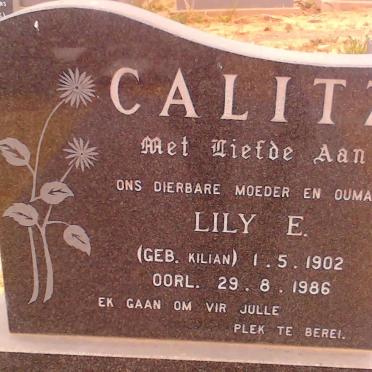 CALITZ
Met Liefde Aan
ONS DIERBARE MOEDER EN OUMA
LILY E.
(GEB. KILIAN) 1.5.1902
OORL. 29.8.1986
EK GAAN OM VIR JULLE
PLEK TE BEREI.